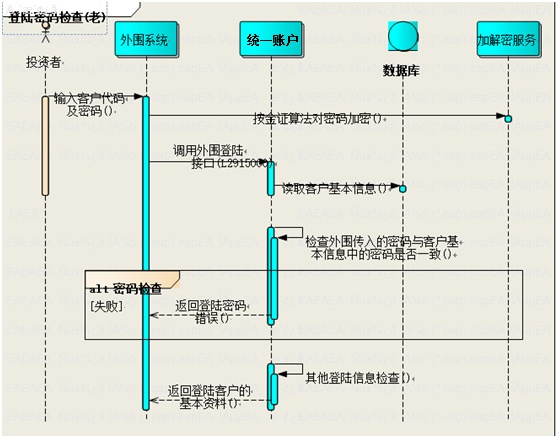 登陆密码检查(老)
外围系统
统一账户
加解密服务
投资者
数据库
输入客户代码
及密码()
按金证算法对密码加密()
调用外围登陆
接口(L2915006)
读取客户基本信息()
检查外围传入的密码与客户基
本信息中的密码是否一致()
alt 密码检查
[失败]
返回登陆密码
错误()
其他登陆信息检查()
返回登陆客户的
基本资料()